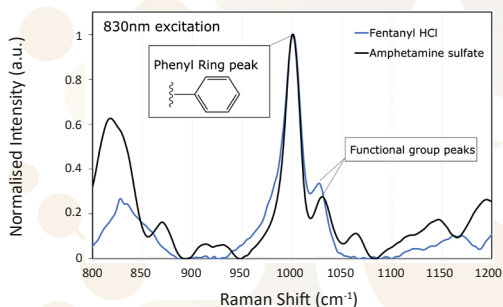 830nm excitation
Fentanyl HCl
Amphetamine sulfate
Phenyl Ring peak
Functional group peaks
Normalised Intensity (a.u.)
1
0.8
0.6
0.4
0.2
0
800 850 900 950 1000 1050 1100 1150 1200
Raman Shift (cm⁻¹)